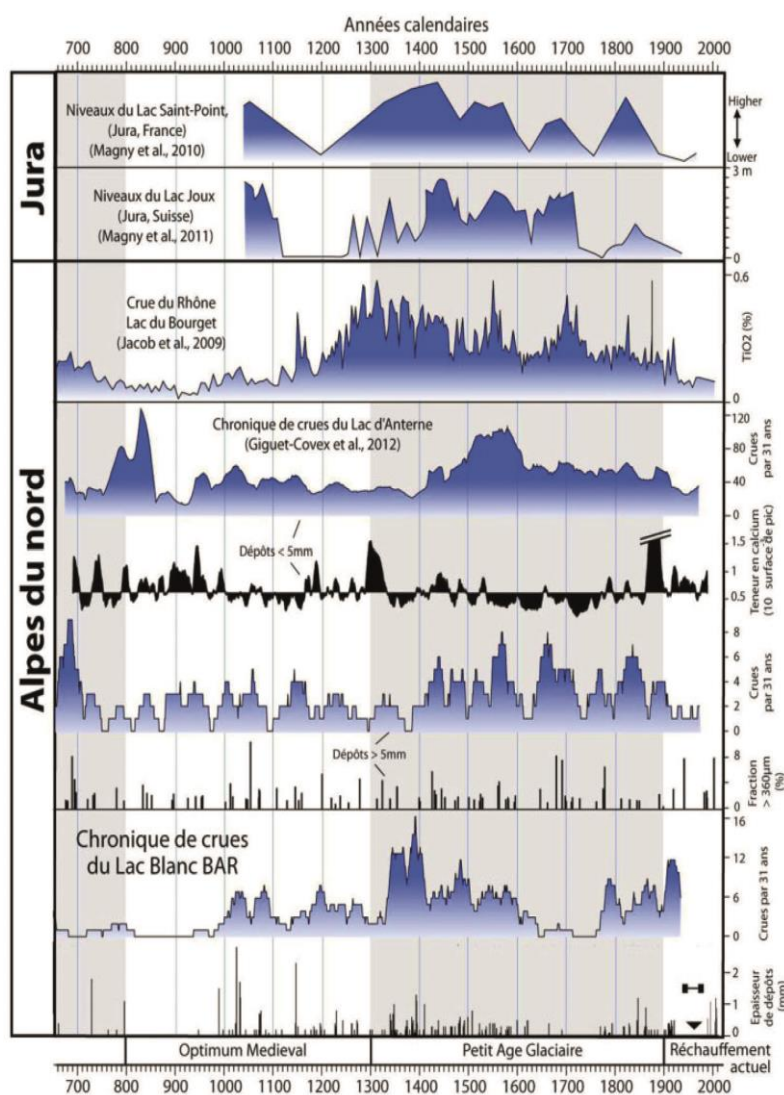 Années calendaires
700 800 900 1000 1100 1200 1300 1400 1500 1600 1700 1800 1900 2000
Jura
Niveaux du Lac Saint-Point,
(Jura, France)
(Magny et al., 2010)
Higher
Lower
Niveaux du Lac Joux
(Jura, Suisse)
(Magny et al., 2011)
3 m
0
Alpes du nord
Crue du Rhône
Lac du Bourget
(Jacob et al., 2009)
0.6
0
TiO2 (%)
Chronique de crues du Lac d'Anterne
(Giguet-Covex et al., 2012)
120
80
40
0
Crues
par 31 ans
Dépôts < 5mm
1.5
1
0.5
Teneur en calcium
(10 surface de pic)
8
6
4
2
0
Crues
par 31 ans
Dépôts > 5mm
8
4
0
Fraction
> 360µm
(%)
Chronique de crues
du Lac Blanc BAR
16
12
6
0
Crues par 31 ans
2
1
0
Epaisseur
de dépôts
(mm)
Optimum Medieval
Petit Age Glaciaire
Réchauffement
actuel
700 800 900 1000 1100 1200 1300 1400 1500 1600 1700 1800 1900 2000